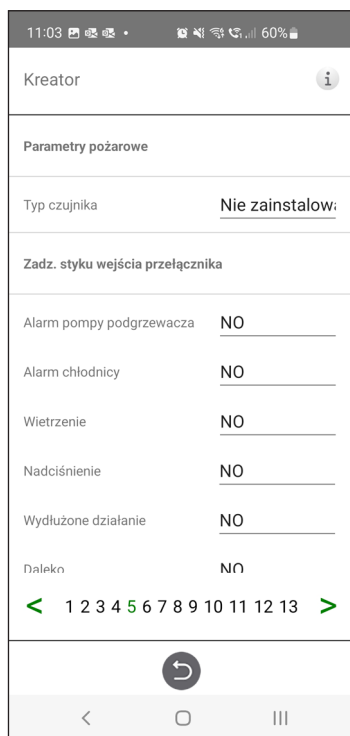 11:03 60%
Kreator i
Parametry pożarowe
Typ czujnika Nie zainstalowa
Zadz. styku wejścia przełącznika
Alarm pompy podgrzewacza NO
Alarm chłodnicy NO
Wietrzenie NO
Nadciśnienie NO
Wydłużone działanie NO
Daleko NO
< 1 2 3 4 5 6 7 8 9 10 11 12 13 >